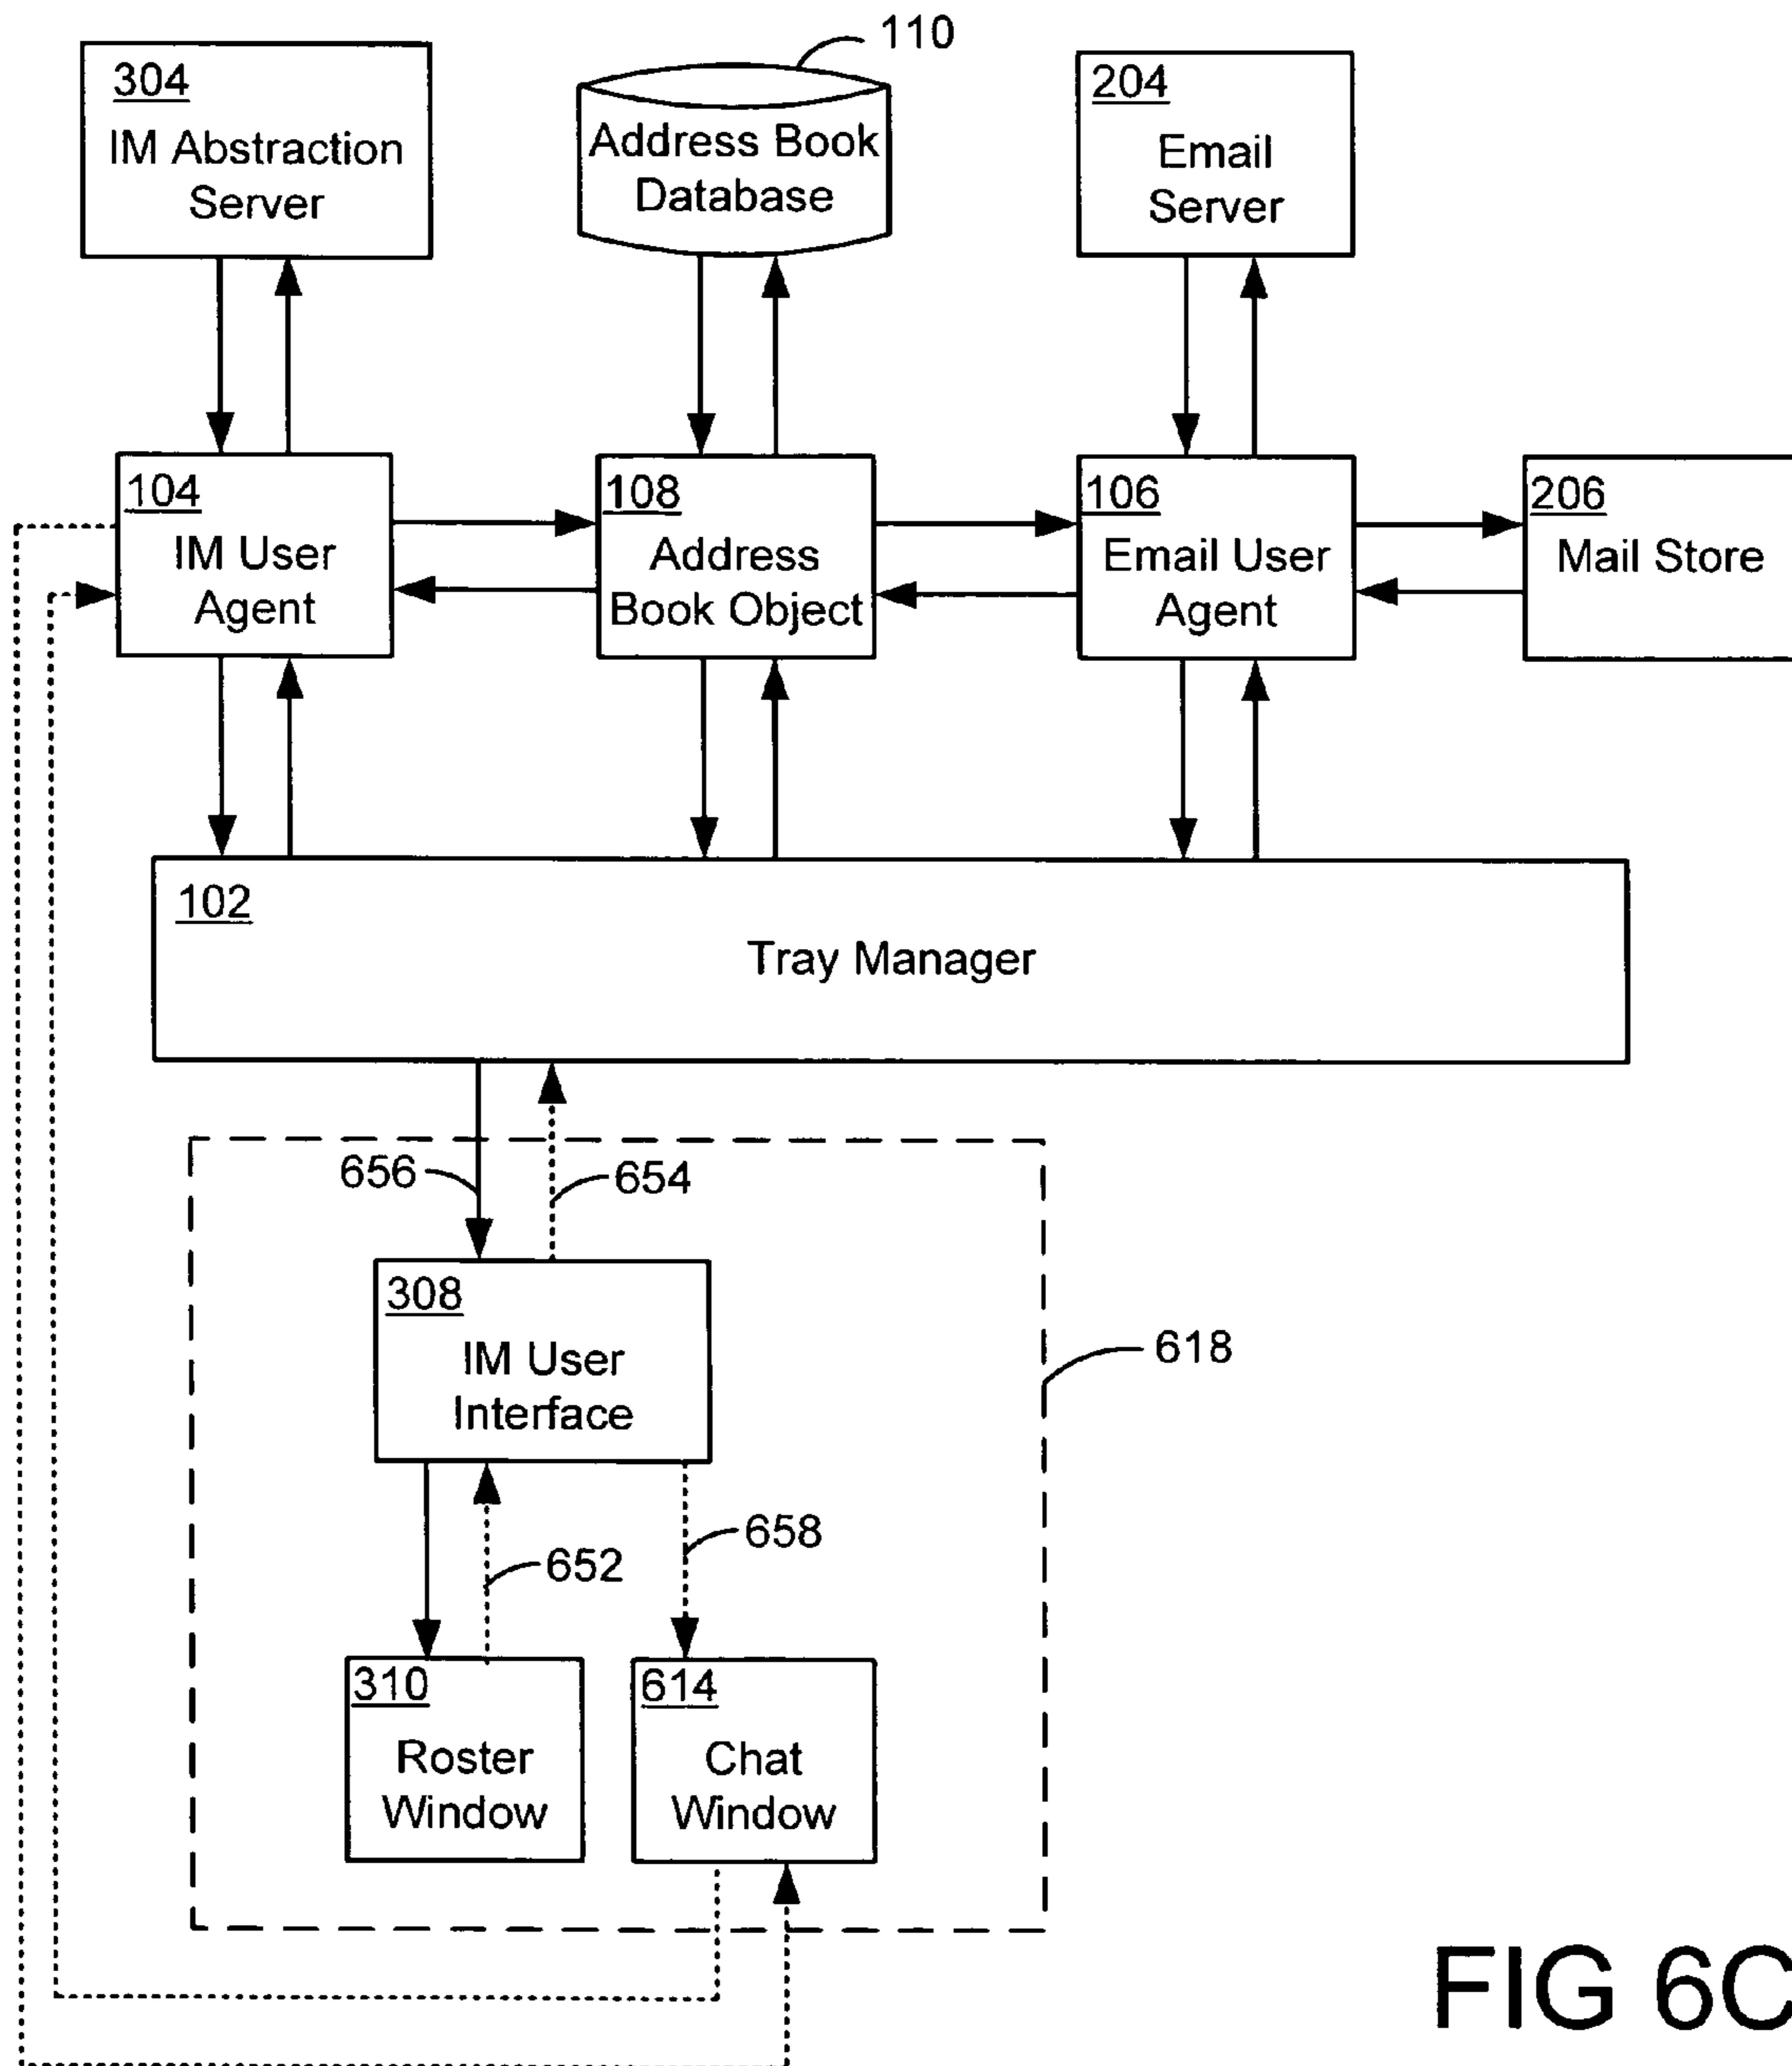 110
304
IM Abstraction
Server
Address Book
Database
204
Email
Server
104
IM User
Agent
108
Address
Book Object
106
Email User
Agent
206
Mail Store
102
Tray Manager
656
654
308
IM User
Interface
618
658
652
310
Roster
Window
614
Chat
Window
FIG 6C